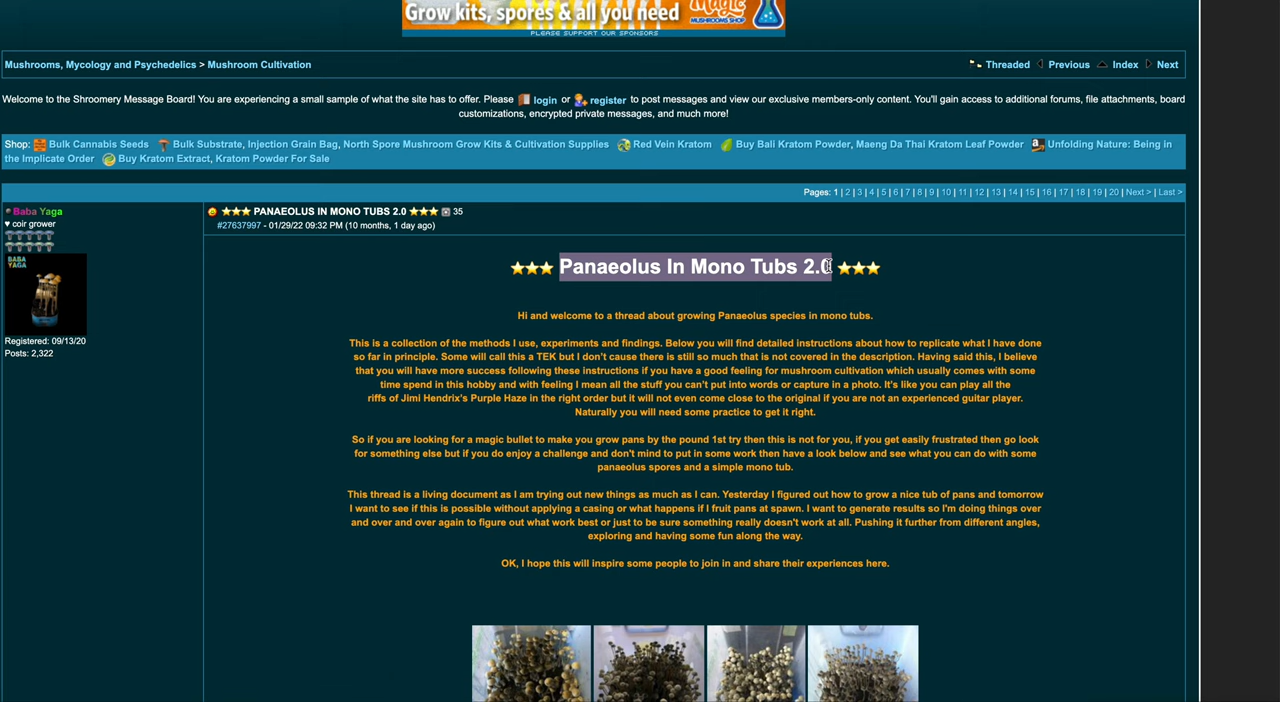 Grow kits, spores & all you need
MAGIC
MUSHROOMS SHOP
PLEASE SUPPORT OUR SPONSORS
Mushrooms, Mycology and Psychedelics > Mushroom Cultivation
Threaded Previous Index Next
Welcome to the Shroomery Message Board! You are experiencing a small sample of what the site has to offer. Please login or register to post messages and view our exclusive members-only content. You'll gain access to additional forums, file attachments, board
customizations, encrypted private messages, and much more!
Shop: Bulk Cannabis Seeds Bulk Substrate, Injection Grain Bag, North Spore Mushroom Grow Kits & Cultivation Supplies Red Vein Kratom Buy Bali Kratom Powder, Maeng Da Thai Kratom Leaf Powder Unfolding Nature: Being in
the Implicate Order Buy Kratom Extract, Kratom Powder For Sale
Pages: 1 | 2 | 3 | 4 | 5 | 6 | 7 | 8 | 9 | 10 | 11 | 12 | 13 | 14 | 15 | 16 | 17 | 18 | 19 | 20 | Next > | Last >
Baba Yaga
♥ coir grower
BABA
YAGA
Registered: 09/13/20
Posts: 2,322
★★★ PANAEOLUS IN MONO TUBS 2.0 ★★★ 35
#27637997 - 01/29/22 09:32 PM (10 months, 1 day ago)
★★★ Panaeolus In Mono Tubs 2.0 ★★★
Hi and welcome to a thread about growing Panaeolus species in mono tubs.
This is a collection of the methods I use, experiments and findings. Below you will find detailed instructions about how to replicate what I have done
so far in principle. Some will call this a TEK but I don't cause there is still so much that is not covered in the description. Having said this, I believe
that you will have more success following these instructions if you have a good feeling for mushroom cultivation which usually comes with some
time spend in this hobby and with feeling I mean all the stuff you can't put into words or capture in a photo. It's like you can play all the
riffs of Jimi Hendrix's Purple Haze in the right order but it will not even come close to the original if you are not an experienced guitar player.
Naturally you will need some practice to get it right.
So if you are looking for a magic bullet to make you grow pans by the pound 1st try then this is not for you, if you get easily frustrated then go look
for something else but if you do enjoy a challenge and don't mind to put in some work then have a look below and see what you can do with some
panaeolus spores and a simple mono tub.
This thread is a living document as I am trying out new things as much as I can. Yesterday I figured out how to grow a nice tub of pans and tomorrow
I want to see if this is possible without applying a casing or what happens if I fruit pans at spawn. I want to generate results so I'm doing things over
and over and over again to figure out what work best or just to be sure something really doesn't work at all. Pushing it further from different angles,
exploring and having some fun along the way.
OK, I hope this will inspire some people to join in and share their experiences here.